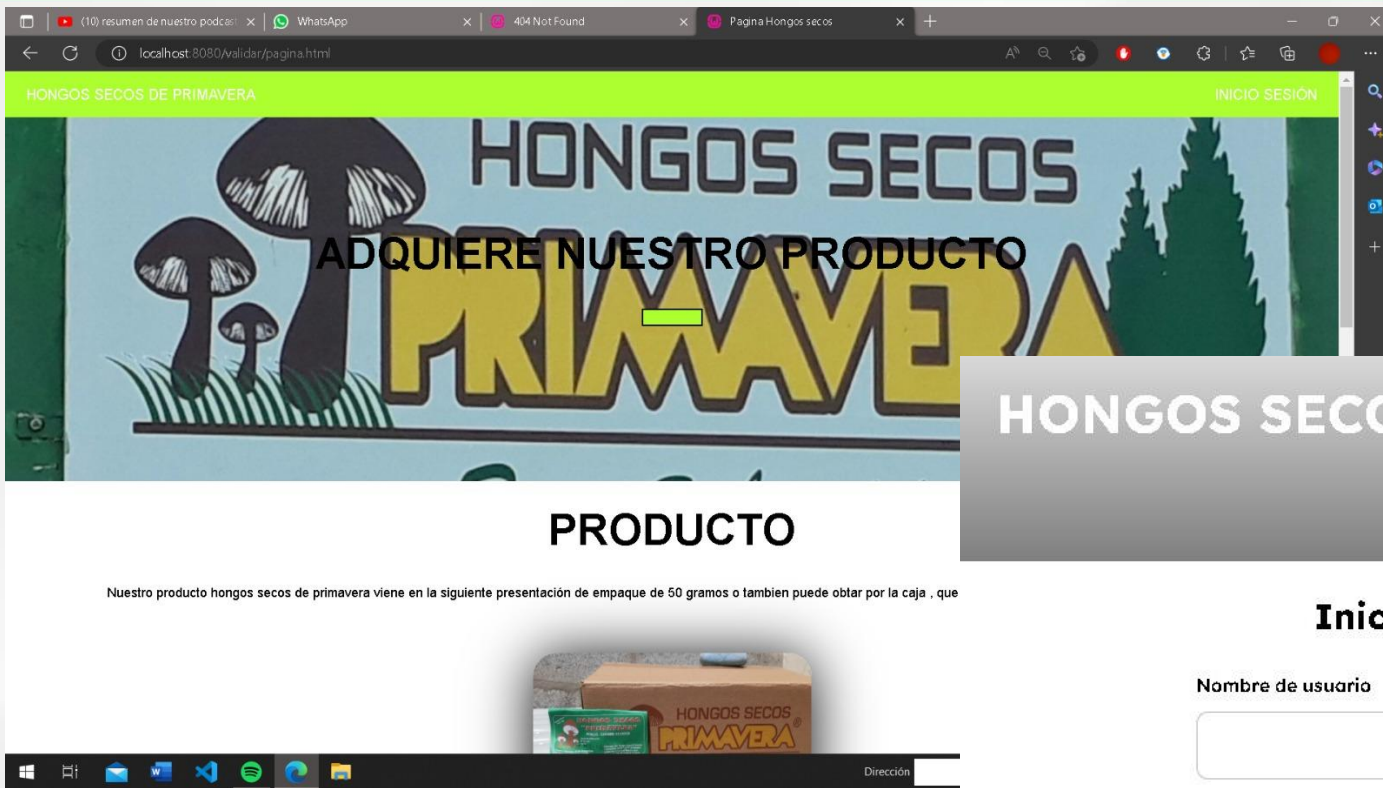 (10) resumen de nuestro podcast
WhatsApp
404 Not Found
Pagina Hongos secos
localhost:8080/validar/pagina.html
HONGOS SECOS DE PRIMAVERA
INICIO SESIÓN
HONGOS SECOS
ADQUIERE NUESTRO PRODUCTO
PRIMAVERA
PRODUCTO
Nuestro producto hongos secos de primavera viene en la siguiente presentación de empaque de 50 gramos o tambien puede obtar por la caja , que
HONGOS SECOS
PRIMAVERA
HONGOS SECOS
"PRIMAVERA"
Dirección
HONGOS SECO
Inic
Nombre de usuario